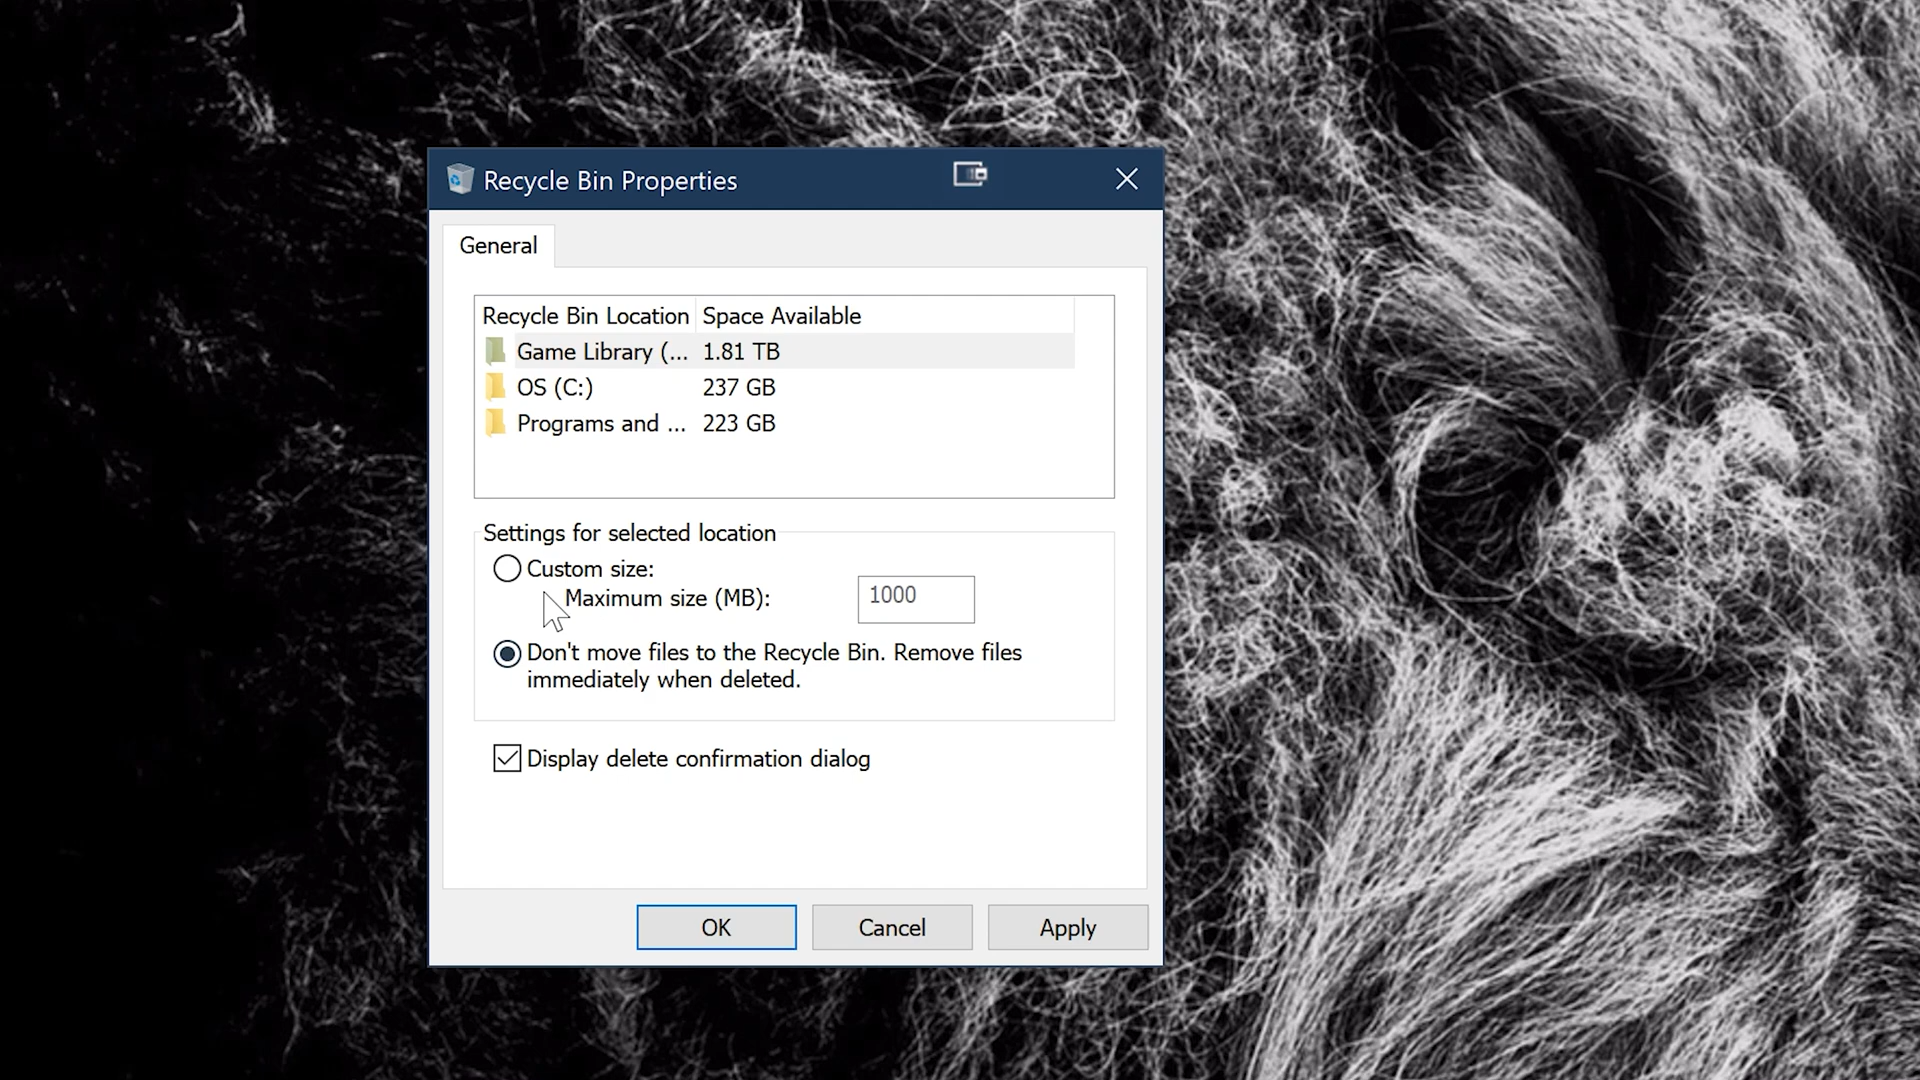 Recycle Bin Properties
General
Recycle Bin Location Space Available
Game Library (... 1.81 TB
OS (C:) 237 GB
Programs and ... 223 GB
Settings for selected location
Custom size:
Maximum size (MB): 1000
Don't move files to the Recycle Bin. Remove files
immediately when deleted.
Display delete confirmation dialog
OK Cancel Apply